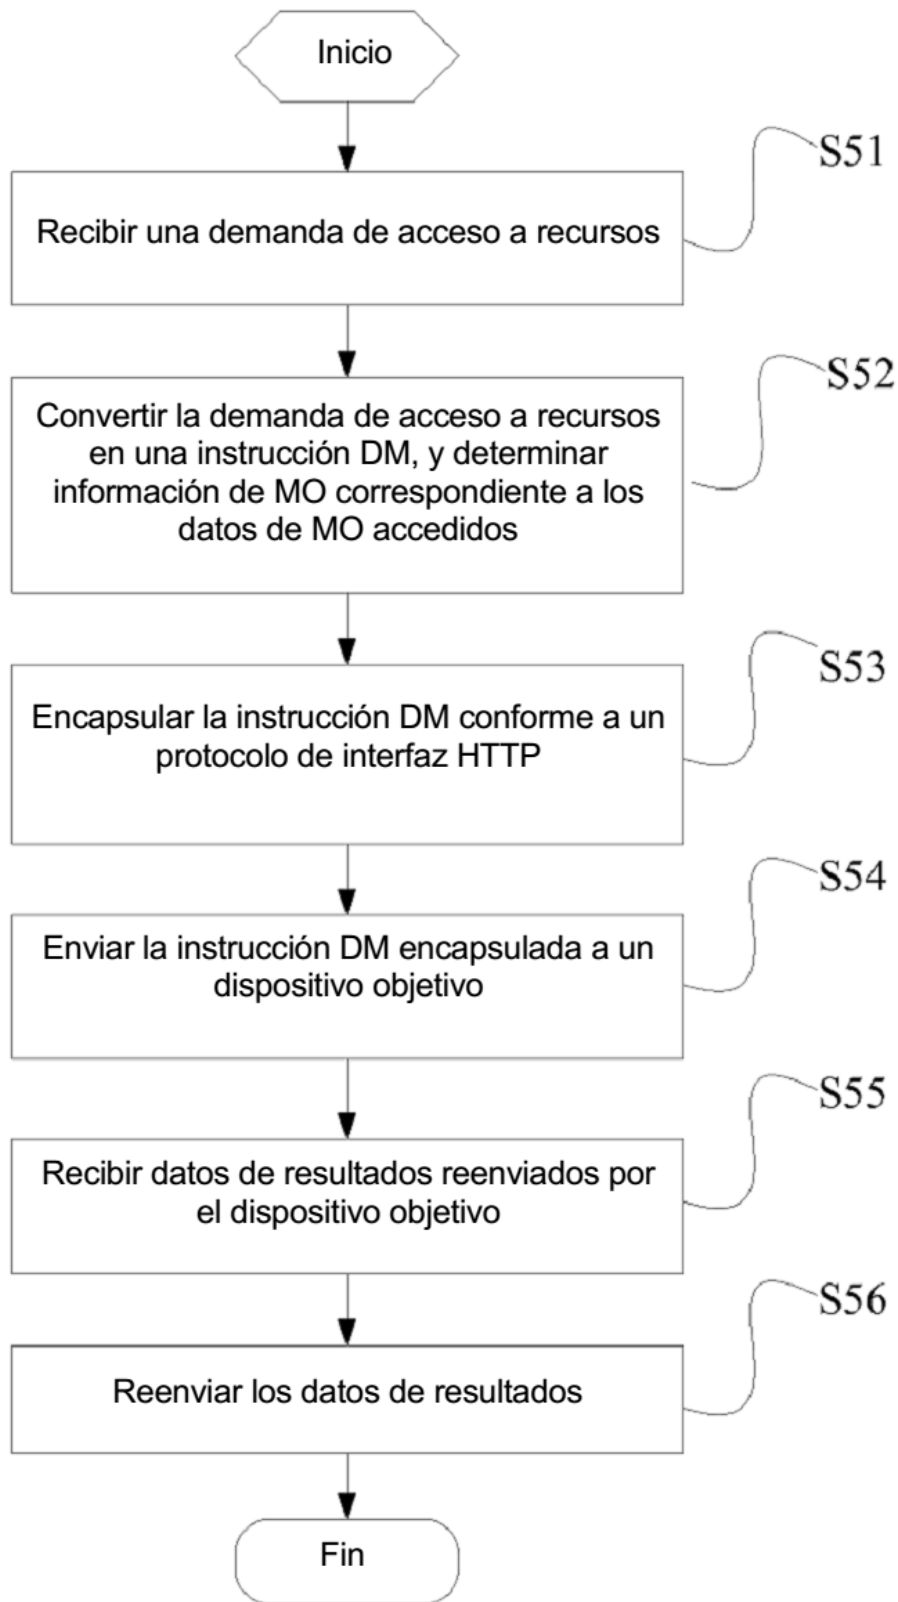 Inicio
S51
Recibir una demanda de acceso a recursos
S52
Convertir la demanda de acceso a recursos
en una instrucción DM, y determinar
información de MO correspondiente a los
datos de MO accedidos
S53
Encapsular la instrucción DM conforme a un
protocolo de interfaz HTTP
S54
Enviar la instrucción DM encapsulada a un
dispositivo objetivo
S55
Recibir datos de resultados reenviados por
el dispositivo objetivo
S56
Reenviar los datos de resultados
Fin